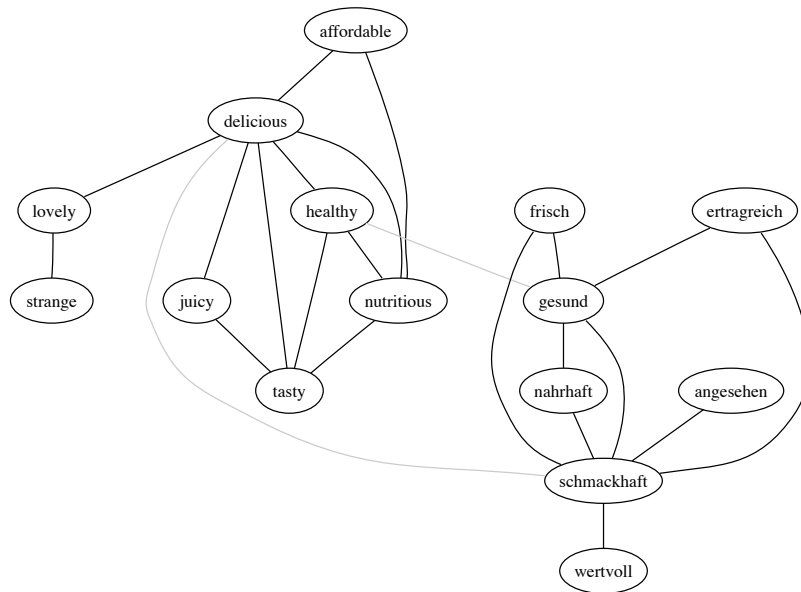 affordable
delicious
lovely
healthy
frisch
ertragreich
strange
juicy
nutritious
gesund
tasty
nahrhaft
angesehen
schmackhaft
wertvoll